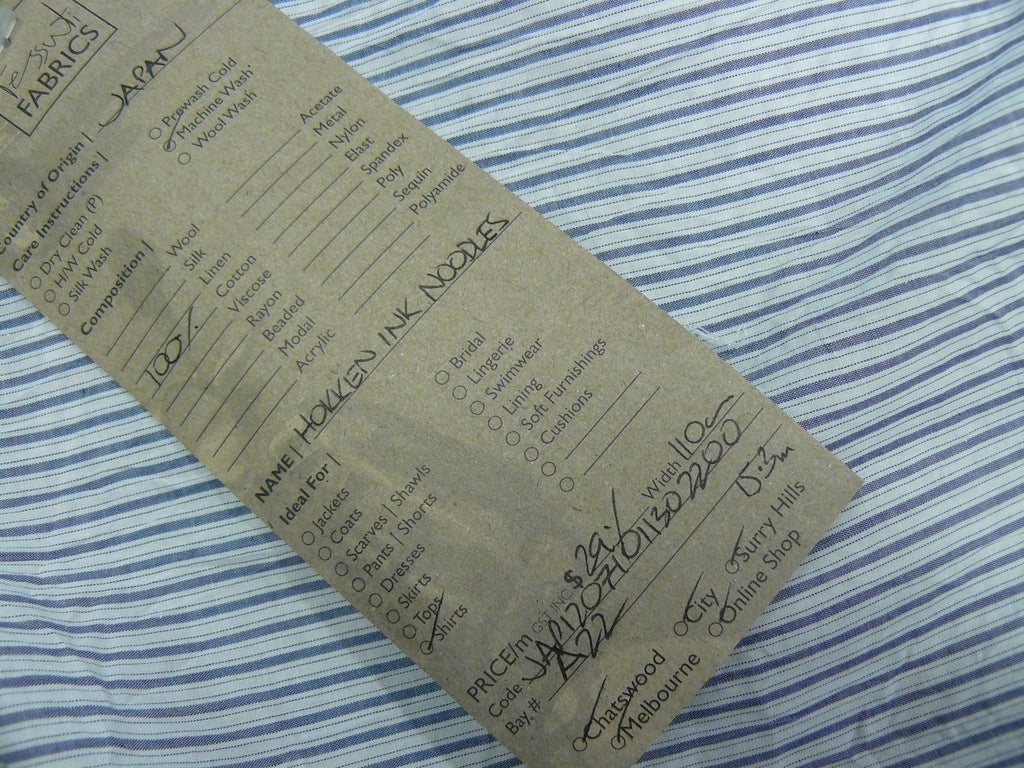 Tessuti
FABRICS
Country of Origin | JAPAN
Care Instructions |
Dry Clean (P)
H/W Cold
Silk Wash
Prewash Cold
Machine Wash
Wool Wash
Composition |
Wool
Silk
Linen
100% Cotton
Viscose
Rayon
Beaded
Modal
Acrylic
Acetate
Metal
Nylon
Elast
Spandex
Poly
Sequin
Polyamide
NAME | HOKKEN INK NOODLES
Ideal For |
Jackets
Coats
Scarves | Shawls
Pants | Shorts
Dresses
Skirts
Tops
Shirts
Bridal
Lingerie
Swimwear
Lining
Soft Furnishings
Cushions
PRICE/m GST INC $29/ Width 110
Code JAP120710113022OO
Bay # A22 15.3m
Chatswood
Melbourne
City
Online Shop
Surry Hills